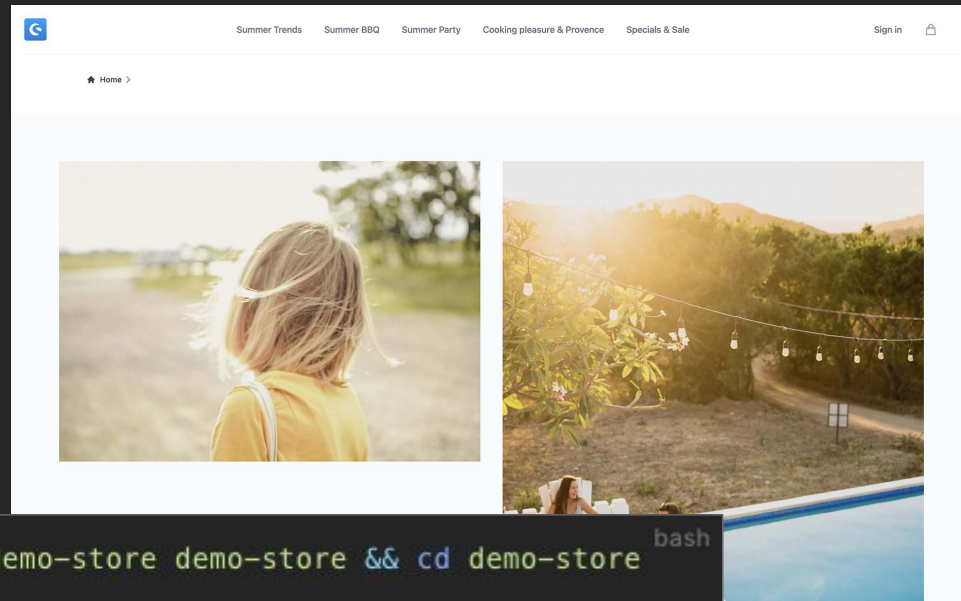 Summer Trends Summer BBQ Summer Party Cooking pleasure & Provence Specials & Sale Sign in
Home
bash
emo-store demo-store && cd demo-store